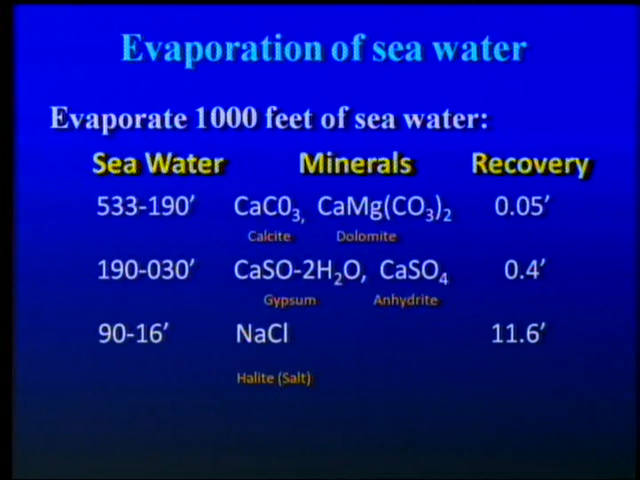 Evaporation of sea water
Evaporate 1000 feet of sea water:
Sea Water Minerals Recovery
533-190’ CaC0₃, CaMg(CO₃)₂ 0.05’
Calcite Dolomite
190-030’ CaSO-2H₂O, CaSO₄ 0.4’
Gypsum Anhydrite
90-16’ NaCl 11.6’
Halite (Salt)